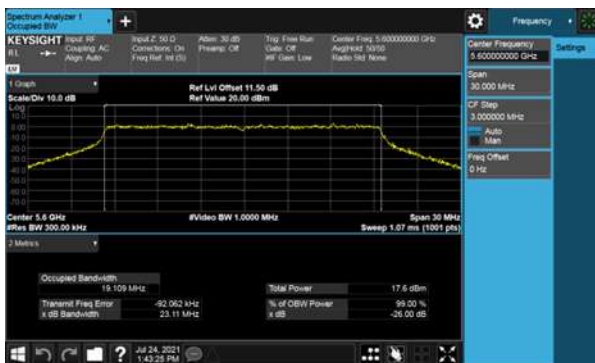 Spectrum Analyzer 1
Occupied BW
Frequency
KEYSIGHT
Input: RF
Coupling: AC
Align: Auto
Input Z: 50 Ω
Corrections: On
Freq Ref: Int (S)
Atten: 30 dB
Preamp: Off
Trig: Free Run
Gate: Off
#IF Gain: Low
Center Freq: 5.600000000 GHz
Avg|Hold: 50/50
Radio Std: None
LW
Center Frequency
5.600000000 GHz
Settings
Span
30.000 MHz
CF Step
3.000000 MHz
Auto
Man
Freq Offset
0 Hz
1 Graph
Scale/Div 10.0 dB
Ref Lvl Offset 11.50 dB
Ref Value 20.00 dBm
Log
10.0
0.00
-10.0
-20.0
-30.0
-40.0
-50.0
-60.0
-70.0
Center 5.6 GHz
#Res BW 300.00 kHz
#Video BW 1.0000 MHz
Span 30 MHz
Sweep 1.07 ms (1001 pts)
2 Metrics
Occupied Bandwidth
19.109 MHz
Total Power
17.6 dBm
Transmit Freq Error
-92.062 kHz
% of OBW Power
99.00 %
x dB Bandwidth
23.11 MHz
x dB
-26.00 dB
Jul 24, 2021
1:43:25 PM